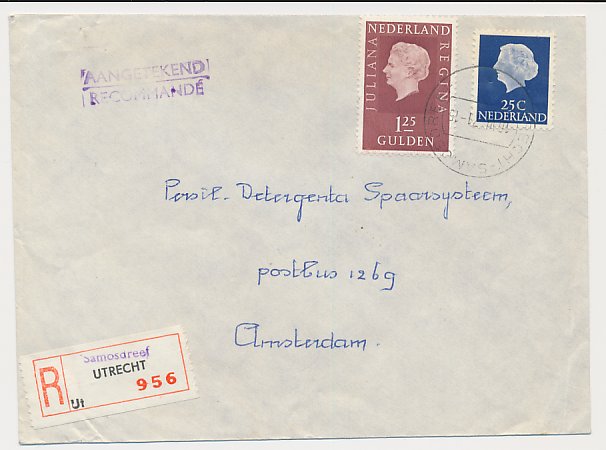 AANGETEKEND
RECOMMANDÉ
JULIANA
NEDERLAND
REGINA
1 25
GULDEN
25 C
NEDERLAND
Persil-Detergenta Spaarsysteem,
postbus 1269
Amsterdam.
Samosdreef
UTRECHT
R
Ut
956